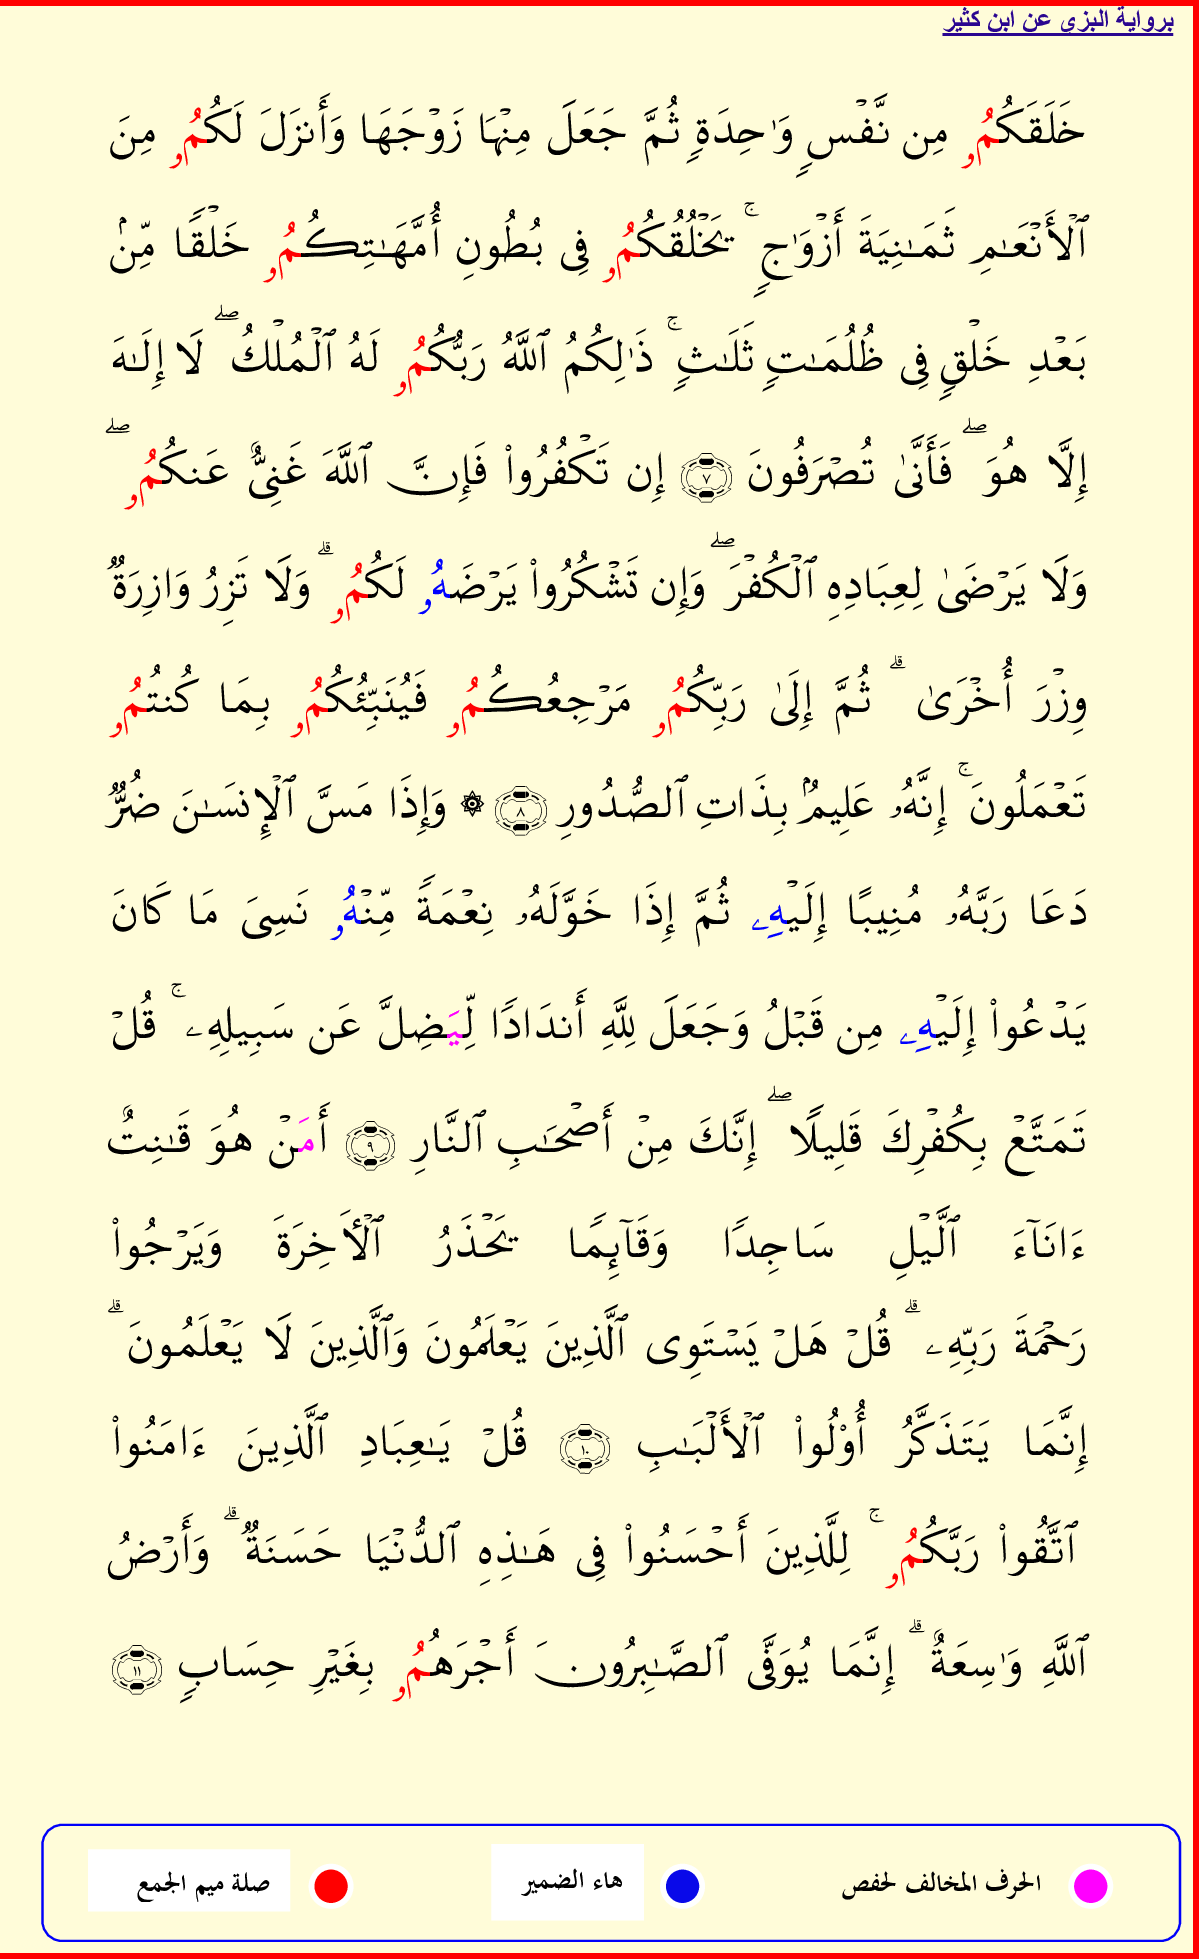 برواية البزي عن ابن كثير
خَلَقَكُمُۥ مِن نَّفۡسٖ وَٰحِدَةٖ ثُمَّ جَعَلَ مِنۡهَا زَوۡجَهَا وَأَنزَلَ لَكُمُۥ مِنَ
ٱلۡأَنۡعَٰمِ ثَمَٰنِيَةَ أَزۡوَٰجٖۚ يَخۡلُقُكُمُۥ فِي بُطُونِ أُمَّهَٰتِكُمُۥ خَلۡقٗا مِّنۢ
بَعۡدِ خَلۡقٖ فِي ظُلُمَٰتٖ ثَلَٰثٖۚ ذَٰلِكُمُ ٱللَّهُ رَبُّكُمُۥ لَهُ ٱلۡمُلۡكُۖ لَا إِلَٰهَ
إِلَّا هُوَۖ فَأَنَّىٰ تُصۡرَفُونَ ٧ إِن تَكۡفُرُواْ فَإِنَّ ٱللَّهَ غَنِيٌّ عَنكُمُۥۖ
وَلَا يَرۡضَىٰ لِعِبَادِهِ ٱلۡكُفۡرَۖ وَإِن تَشۡكُرُواْ يَرۡضَهُۥ لَكُمُۥۗ وَلَا تَزِرُ وَازِرَةٞ
وِزۡرَ أُخۡرَىٰۗ ثُمَّ إِلَىٰ رَبِّكُمُۥ مَرۡجِعُكُمُۥ فَيُنَبِّئُكُمُۥ بِمَا كُنتُمُۥ
تَعۡمَلُونَۚ إِنَّهُۥ عَلِيمُۢ بِذَاتِ ٱلصُّدُورِ ٨ ۞ وَإِذَا مَسَّ ٱلۡإِنسَٰنَ ضُرّٞ
دَعَا رَبَّهُۥ مُنِيبًا إِلَيۡهِۦ ثُمَّ إِذَا خَوَّلَهُۥ نِعۡمَةٗ مِّنۡهُۥ نَسِيَ مَا كَانَ
يَدۡعُواْ إِلَيۡهِۦ مِن قَبۡلُ وَجَعَلَ لِلَّهِ أَندَادٗا لِّيَضِلَّ عَن سَبِيلِهِۦۚ قُلۡ
تَمَتَّعۡ بِكُفۡرِكَ قَلِيلًاۖ إِنَّكَ مِنۡ أَصۡحَٰبِ ٱلنَّارِ ٩ أَمَنۡ هُوَ قَٰنِتٌ
ءَانَآءَ ٱلَّيۡلِ سَاجِدٗا وَقَآئِمٗا يَحۡذَرُ ٱلۡأٓخِرَةَ وَيَرۡجُواْ
رَحۡمَةَ رَبِّهِۦۗ قُلۡ هَلۡ يَسۡتَوِي ٱلَّذِينَ يَعۡلَمُونَ وَٱلَّذِينَ لَا يَعۡلَمُونَۗ
إِنَّمَا يَتَذَكَّرُ أُوْلُواْ ٱلۡأَلۡبَٰبِ ١٠ قُلۡ يَٰعِبَادِ ٱلَّذِينَ ءَامَنُواْ
ٱتَّقُواْ رَبَّكُمُۥۚ لِلَّذِينَ أَحۡسَنُواْ فِي هَٰذِهِ ٱلدُّنۡيَا حَسَنَةٞۗ وَأَرۡضُ
ٱللَّهِ وَٰسِعَةٌۗ إِنَّمَا يُوَفَّى ٱلصَّٰبِرُونَ أَجۡرَهُمُۥ بِغَيۡرِ حِسَابٖ ١١
الحرف المخالف لحفص هاء الضمير صلة ميم الجمع